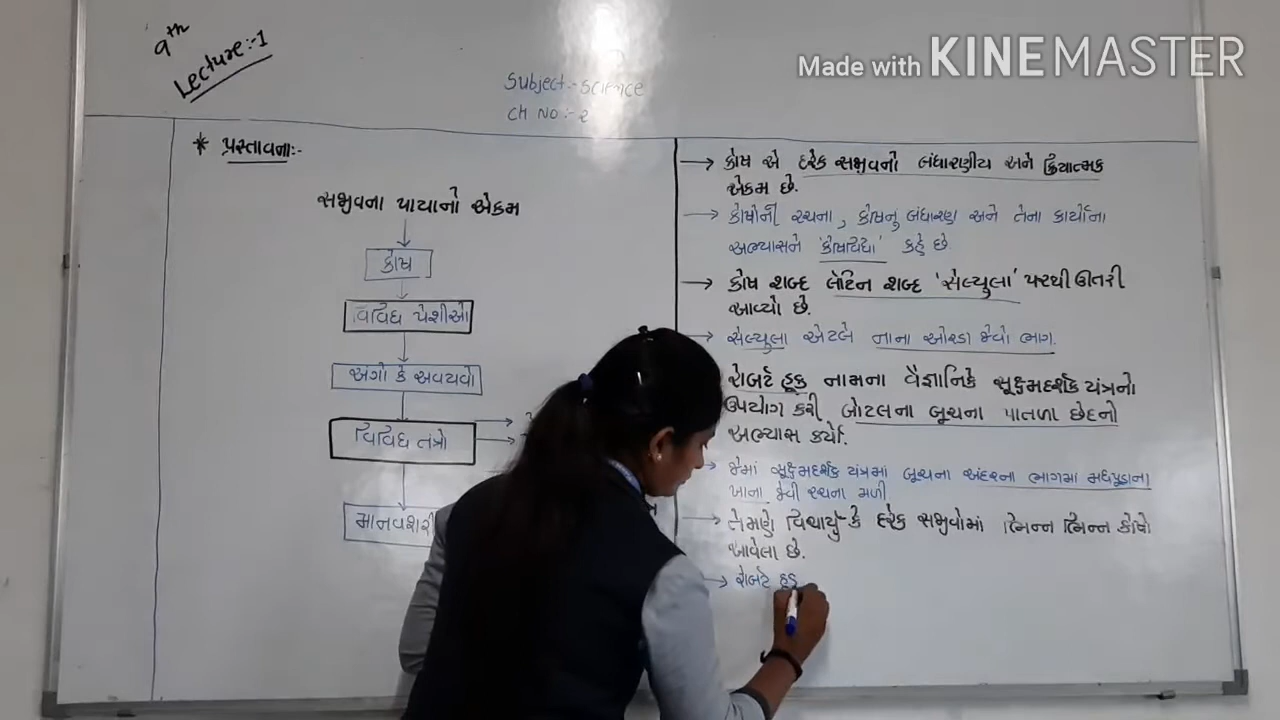 9th
Lecture:-1
Made with KINEMASTER
Subject:- Science
CH NO:- 2
* પ્રસ્તાવના:-
સજીવના પાયાનો એકમ
કોષ
વિવિધ પેશીઓ
અંગો કે અવયવો
વિવિધ તંત્રો
માનવશરી
→ કોષ એ દરેક સજીવનો બંધારણીય અને ક્રિયાત્મક
એકમ છે.
→ કોષોની રચના, કોષનું બંધારણ અને તેના કાર્યોના
અભ્યાસને 'કોષવિદ્યા' કહે છે.
→ કોષ શબ્દ લેટિન શબ્દ 'સેલ્યુલા' પરથી ઊતરી
આવ્યો છે.
→ સેલ્યુલા એટલે નાના ઓરડા જેવો ભાગ.
રોબર્ટ હૂક નામના વૈજ્ઞાનિકે સૂક્ષ્મદર્શક યંત્રનો
ઉપયોગ કરી બોટલના બૂચના પાતળા છેદનો
અભ્યાસ કર્યો.
→ જેમાં સૂક્ષ્મદર્શક યંત્રમાં બૂચના અંદરના ભાગમા મધપૂડાના
ખાના જેવી રચના મળી
→ તેમણે વિચાર્યું કે દરેક સજીવોમાં ભિન્ન ભિન્ન કોષો
આવેલા છે.
→ રોબર્ટ હૂક